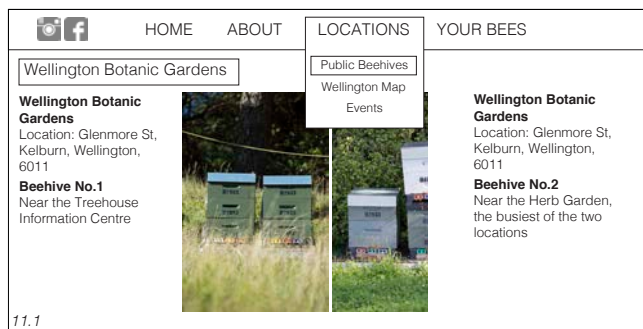 HOME ABOUT LOCATIONS YOUR BEES
Public Beehives
Wellington Map
Events
Wellington Botanic Gardens
Wellington Botanic
Gardens
Location: Glenmore St,
Kelburn, Wellington,
6011
Beehive No.1
Near the Treehouse
Information Centre
Wellington Botanic
Gardens
Location: Glenmore St,
Kelburn, Wellington,
6011
Beehive No.2
Near the Herb Garden,
the busiest of the two
locations
11.1